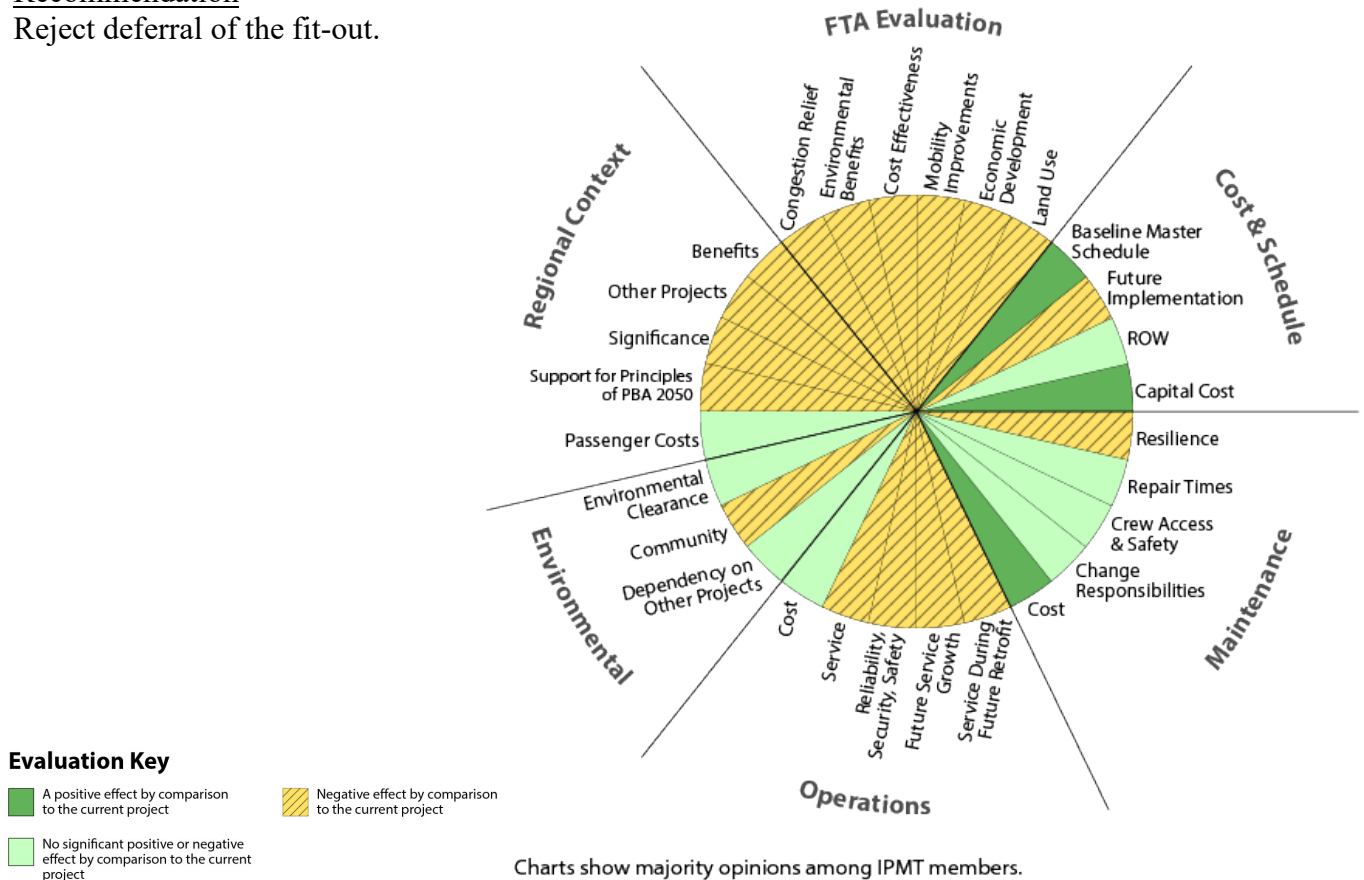 Recommendation
Reject deferral of the fit-out.
FTA Evaluation
Congestion Relief
Environmental
Benefits
Cost Effectiveness
Mobility
Improvements
Economic
Development
Land Use
Cost & Schedule
Baseline Master
Schedule
Future
Implementation
ROW
Capital Cost
Maintenance
Resilience
Repair Times
Crew Access
& Safety
Change
Responsibilities
Cost
Operations
Service During
Future Retrofit
Future Service
Growth
Reliability,
Security, Safety
Service
Cost
Environmental
Dependency on
Other Projects
Community
Environmental
Clearance
Regional Context
Passenger Costs
Support for Principles
of PBA 2050
Significance
Other Projects
Benefits
Evaluation Key
A positive effect by comparison
to the current project
Negative effect by comparison
to the current project
No significant positive or negative
effect by comparison to the current
project
Charts show majority opinions among IPMT members.